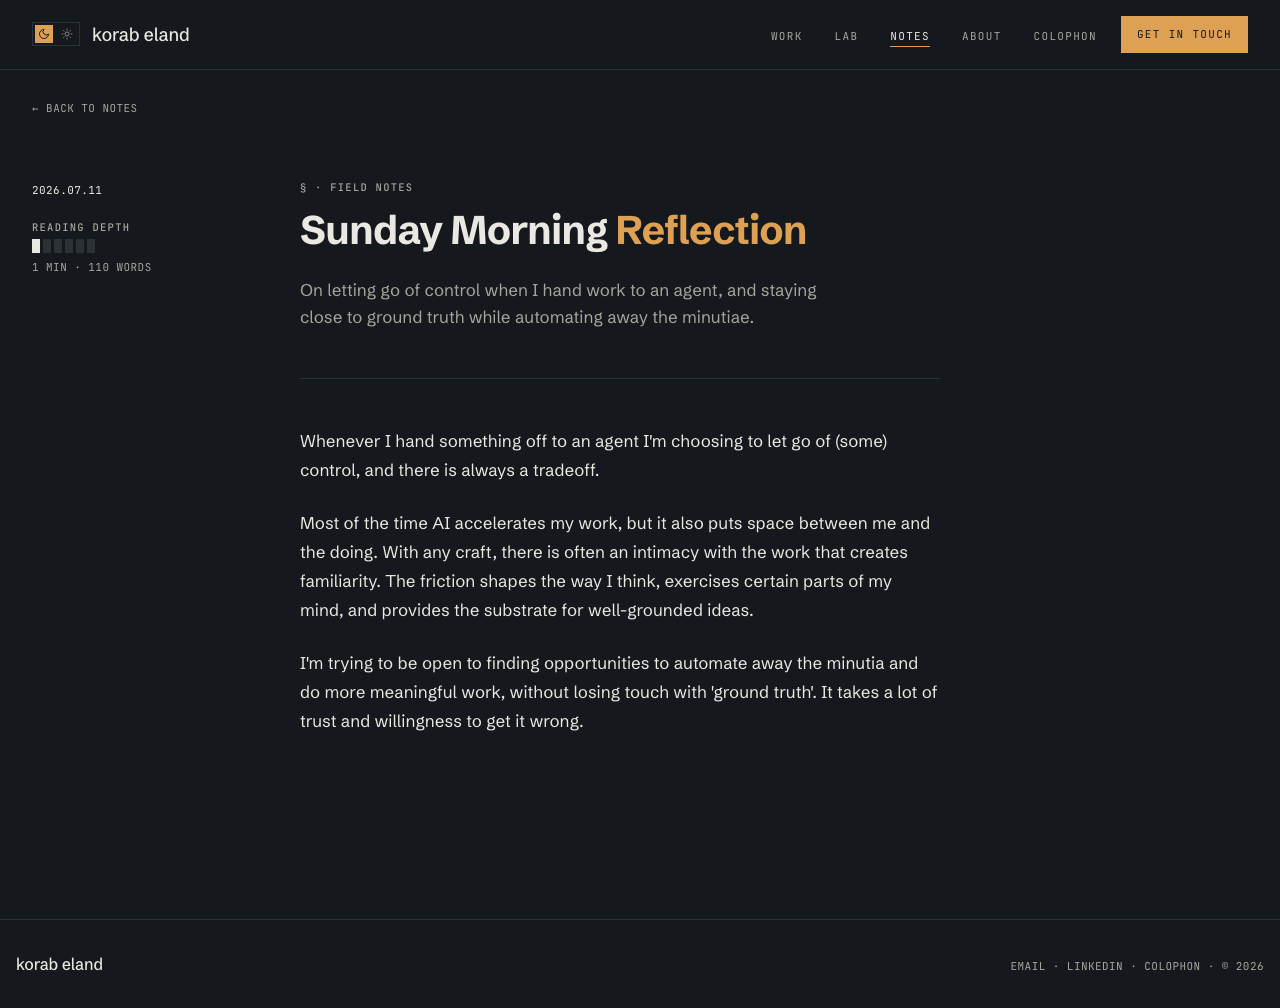 korab eland
WORK LAB NOTES ABOUT COLOPHON GET IN TOUCH
← BACK TO NOTES
2026.07.11
READING DEPTH
1 MIN · 110 WORDS
§ · FIELD NOTES
Sunday Morning Reflection
On letting go of control when I hand work to an agent, and staying
close to ground truth while automating away the minutiae.
Whenever I hand something off to an agent I'm choosing to let go of (some)
control, and there is always a tradeoff.
Most of the time AI accelerates my work, but it also puts space between me and
the doing. With any craft, there is often an intimacy with the work that creates
familiarity. The friction shapes the way I think, exercises certain parts of my
mind, and provides the substrate for well-grounded ideas.
I'm trying to be open to finding opportunities to automate away the minutia and
do more meaningful work, without losing touch with 'ground truth'. It takes a lot of
trust and willingness to get it wrong.
korab eland
EMAIL · LINKEDIN · COLOPHON · © 2026